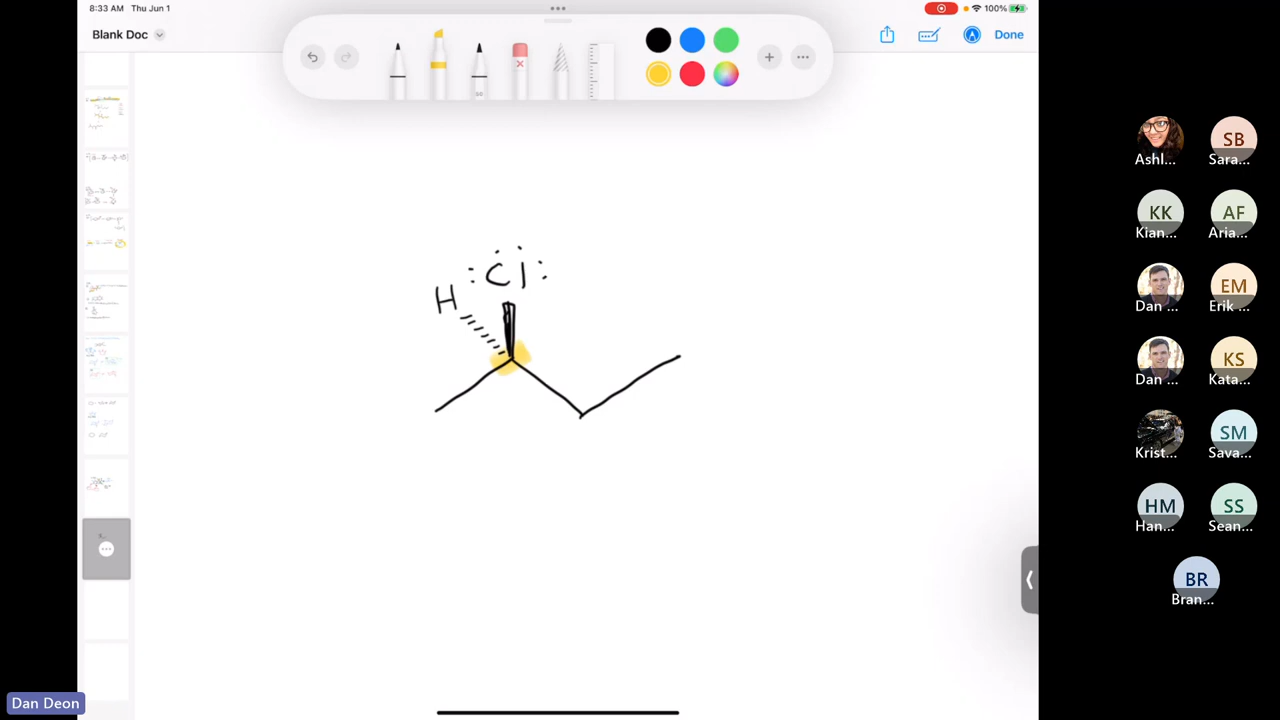 8:33 AM Thu Jun 1
100%
Blank Doc
Done
:Cl:
H
Ashl...
SB
Sara...
KK
Kian...
AF
Aria...
Dan ...
EM
Erik ...
Dan ...
KS
Kata...
Krist...
SM
Sava...
HM
Han...
SS
Sean...
BR
Bran...
Dan Deon